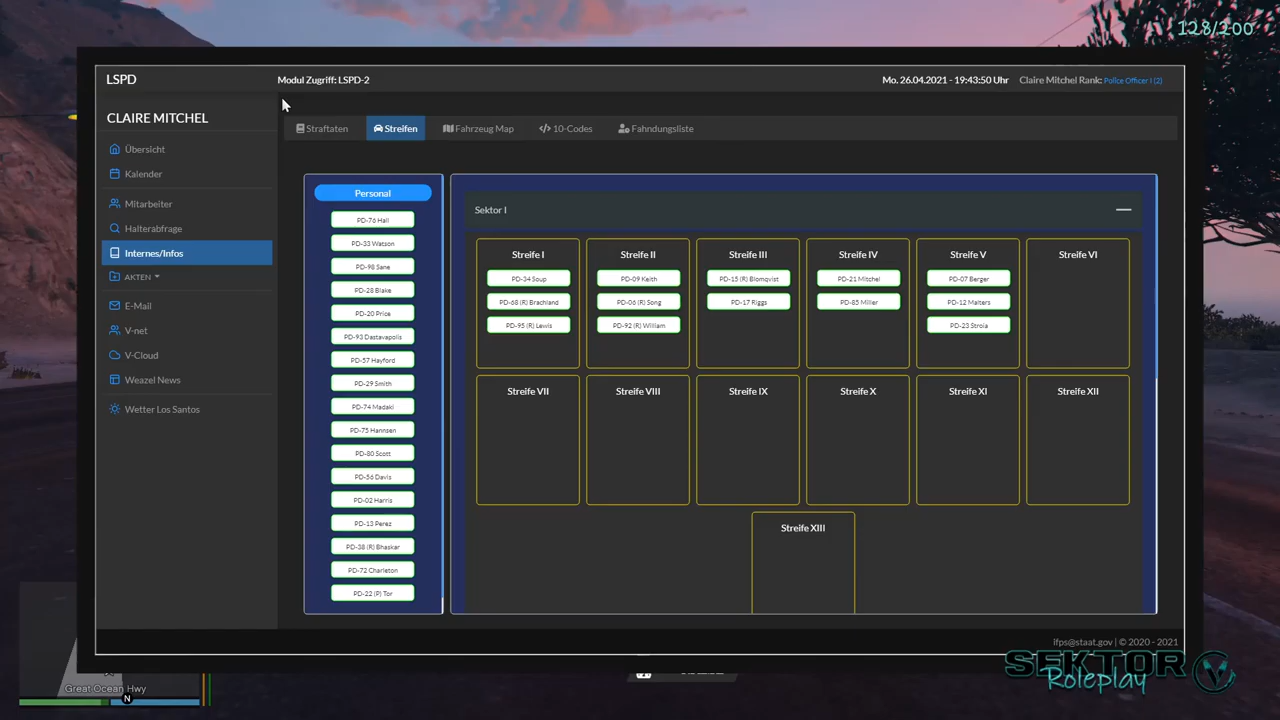 128/200
LSPD
Modul Zugriff: LSPD-2
Mo. 26.04.2021 - 19:43:50 Uhr
Claire Mitchel Rank: Police Officer I (2)
CLAIRE MITCHEL
Übersicht
Kalender
Mitarbeiter
Halterabfrage
Internes/Infos
AKTEN
E-Mail
V-net
V-Cloud
Weazel News
Wetter Los Santos
Straftaten
Streifen
Fahrzeug Map
10-Codes
Fahndungsliste
Personal
PD-76 Hall
PD-33 Watson
PD-98 Sane
PD-28 Blake
PD-20 Price
PD-93 Dastavapolis
PD-57 Hayford
PD-29 Smith
PD-74 Madaki
PD-75 Hannsen
PD-80 Scott
PD-56 Davis
PD-02 Harris
PD-13 Perez
PD-38 (R) Bhaskar
PD-72 Charleton
PD-22 (P) Tor
Sektor I
Streife I
PD-34 Soup
PD-68 (R) Brachland
PD-95 (R) Lewis
Streife II
PD-09 Keith
PD-06 (R) Song
PD-92 (R) William
Streife III
PD-15 (R) Blomqvist
PD-17 Riggs
Streife IV
PD-21 Mitchel
PD-85 Miller
Streife V
PD-07 Berger
PD-12 Malters
PD-23 Strola
Streife VI
Streife VII
Streife VIII
Streife IX
Streife X
Streife XI
Streife XII
Streife XIII
ifps@staat.gov | © 2020 - 2021
SEKTOR
Roleplay
V
Great Ocean Hwy
N